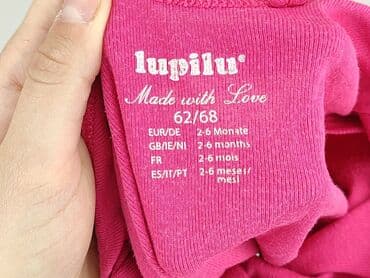 lupilu®
Made with Love
62/68
EUR/DE 2-6 Monate
GB/IE/NI 2-6 months
FR 2-6 mois
ES/IT/PT 2-6 meses/
mesi